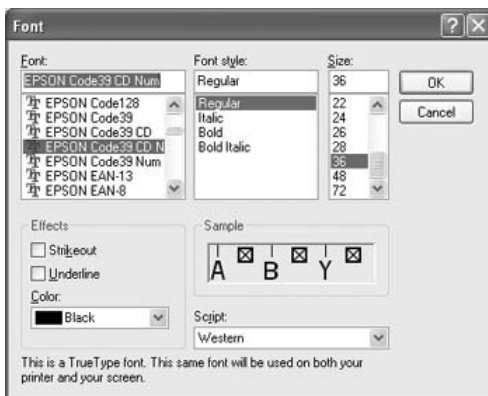 Font
Font: Font style: Size:
EPSON Code39 CD Num Regular 36 OK
EPSON Code128 Regular 22 Cancel
EPSON Code39 Italic 24
EPSON Code39 CD Bold 26
EPSON Code39 CD N Bold Italic 28
EPSON Code39 Num 36
EPSON EAN-13 48
EPSON EAN-8 72
Effects Sample
Strikeout
Underline
A B Y
Color:
Black
Script:
Western
This is a TrueType font. This same font will be used on both your
printer and your screen.